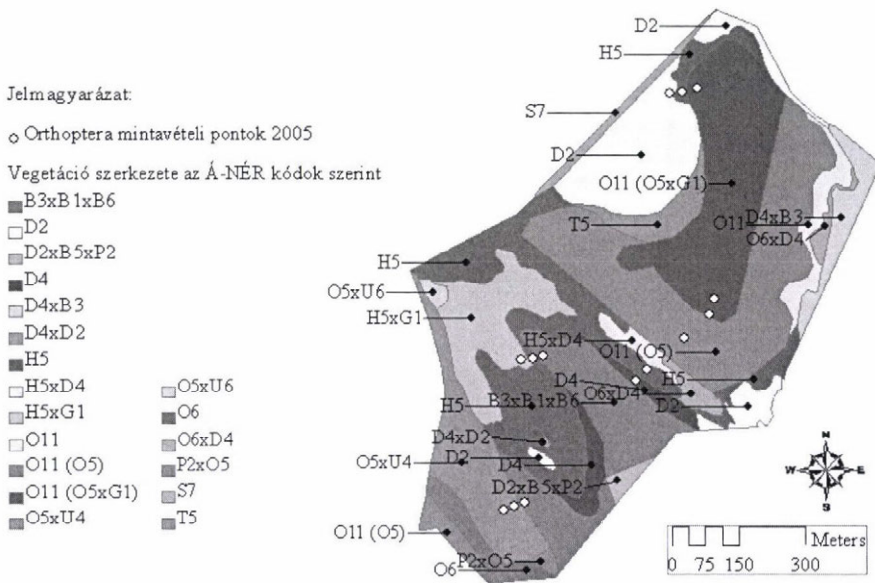 Jelmagyarázat:
Orthoptera mintavételi pontok 2005
Vegetáció szerkezete az Á-NÉR kódok szerint
B3xB1xB6
D2
D2xB5xP2
D4
D4xB3
D4xD2
H5
H5xD4
H5xG1
O11
O11 (O5)
O11 (O5xG1)
O5xU4
O5xU6
O6
O6xD4
P2xO5
S7
T5
D2
H5
S7
D2
O11 (O5xG1)
D4xB3
T5
O11
O6xD4
H5
O5xU6
H5xG1
H5xD4
O11 (O5)
D4
H5
O6xD4
B3xB1xB6
H5
D2
D4xD2
D2
O5xU4
D4
D2xB5xP2
O11 (O5)
P2xO5
O6
N
W
E
S
Meters
0 75 150 300